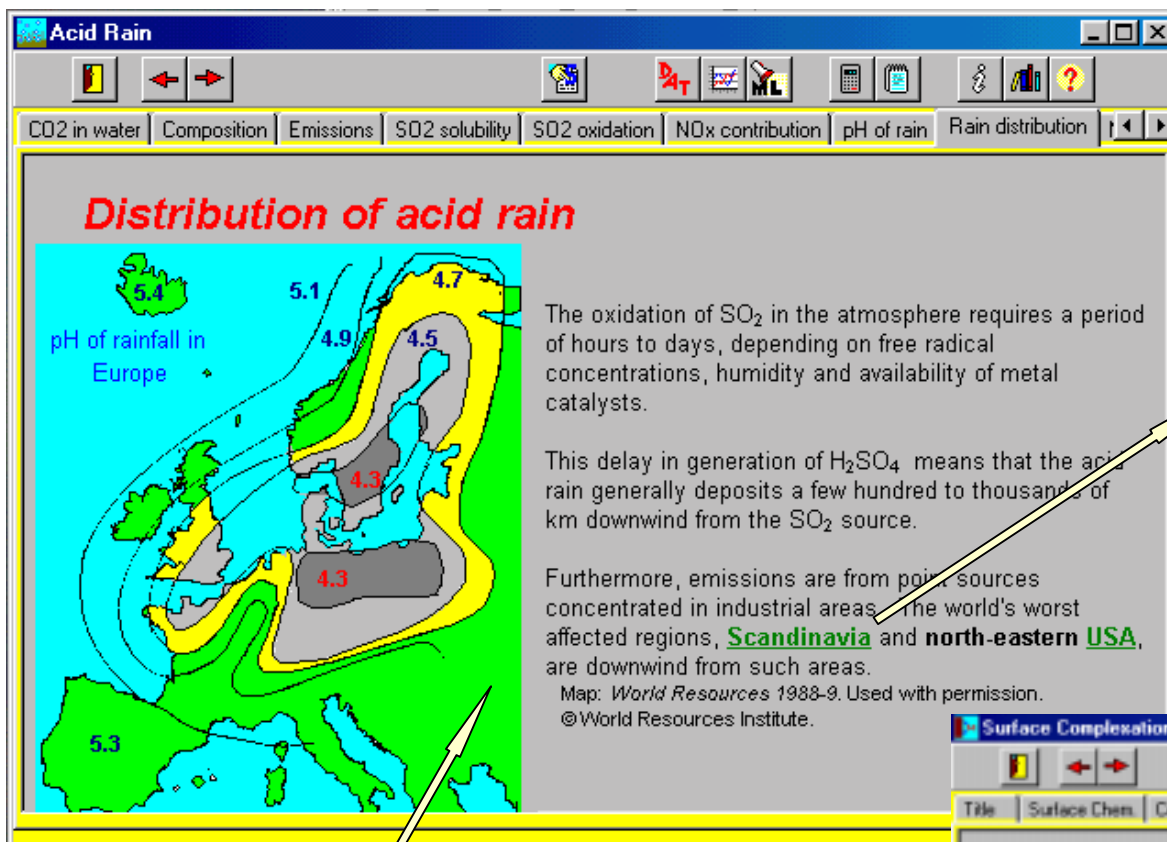 Acid Rain
DAT
ML
i
?
CO2 in water Composition Emissions SO2 solubility SO2 oxidation NOx contribution pH of rain Rain distribution
Distribution of acid rain
5.4
5.1
4.7
pH of rainfall in
Europe
4.9
4.5
4.3
4.3
5.3
The oxidation of SO₂ in the atmosphere requires a period
of hours to days, depending on free radical
concentrations, humidity and availability of metal
catalysts.
This delay in generation of H₂SO₄ means that the acid
rain generally deposits a few hundred to thousands of
km downwind from the SO₂ source.
Furthermore, emissions are from point sources
concentrated in industrial areas. The world's worst
affected regions, Scandinavia and north-eastern USA,
are downwind from such areas.
Map: World Resources 1988-9. Used with permission.
©World Resources Institute.
Surface Complexation
Title Surface Chem.